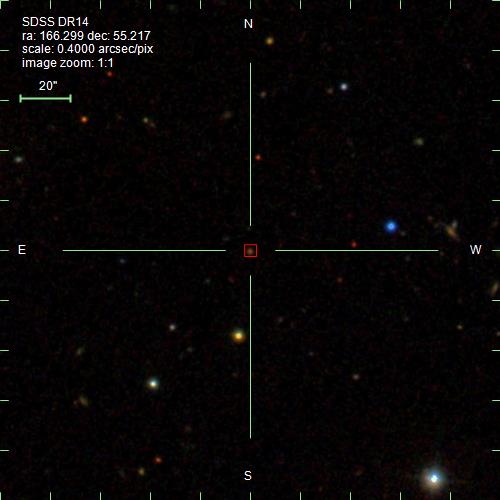 SDSS DR14
ra: 166.299 dec: 55.217
scale: 0.4000 arcsec/pix
image zoom: 1:1
20"
N
E
W
S